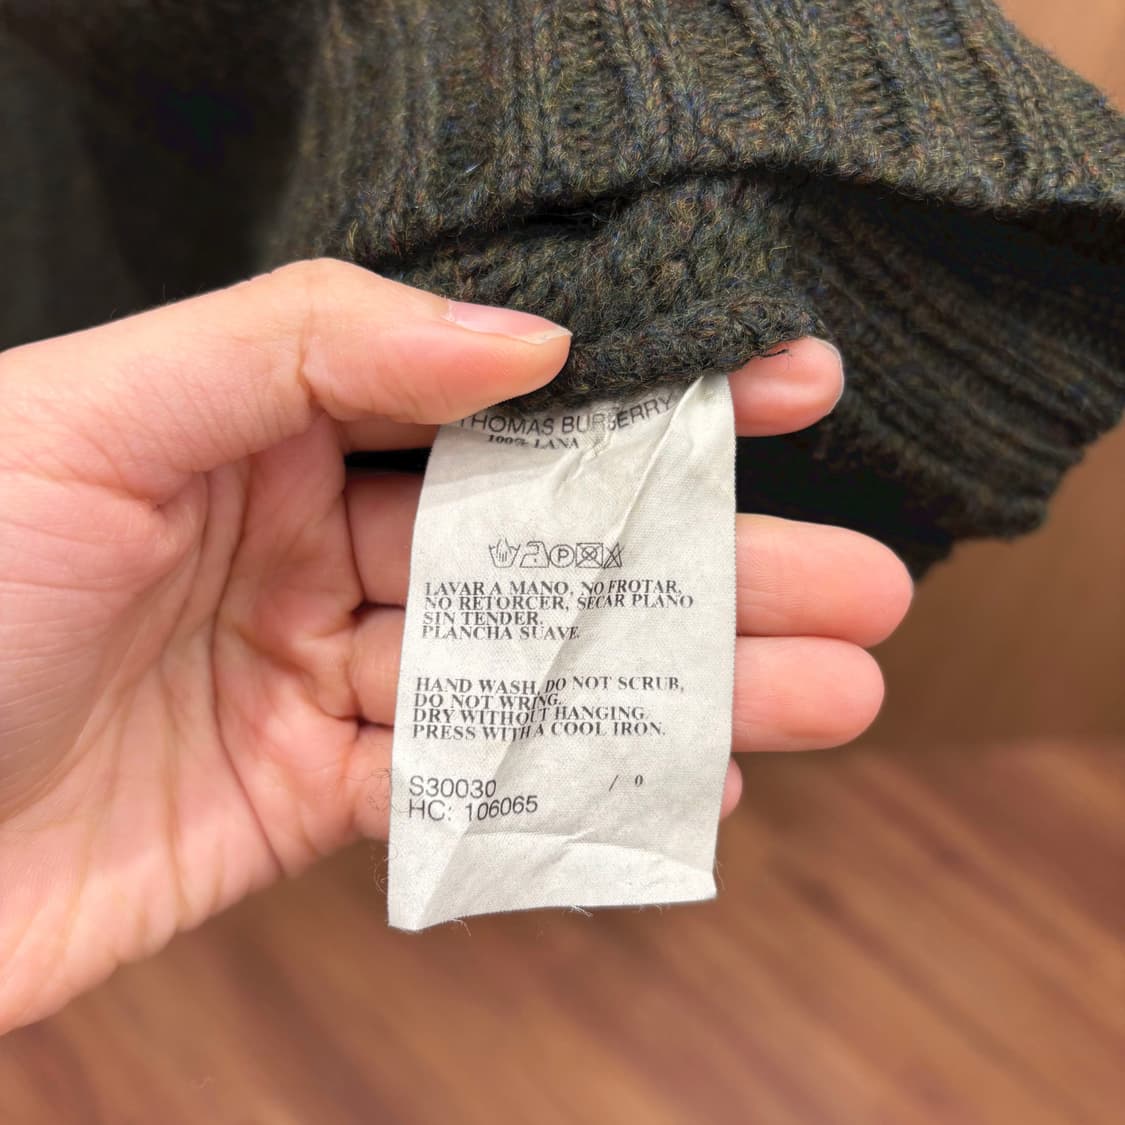 THOMAS BURBERRY
100% LANA
P
LAVAR A MANO, NO FROTAR,
NO RETORCER, SECAR PLANO
SIN TENDER.
PLANCHA SUAVE.
HAND WASH, DO NOT SCRUB,
DO NOT WRING.
DRY WITHOUT HANGING.
PRESS WITH A COOL IRON.
S30030 / 0
HC: 106065